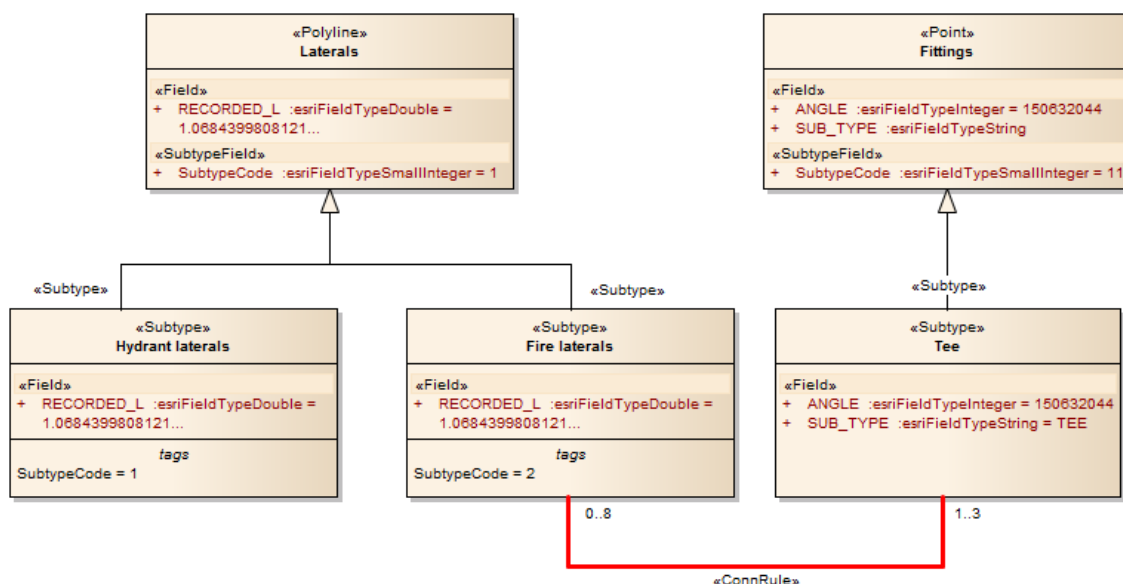 «Polyline»
Laterals
«Field»
+ RECORDED_L :esriFieldTypeDouble =
1.0684399808121...
«SubtypeField»
+ SubtypeCode :esriFieldTypeSmallInteger = 1
«Point»
Fittings
«Field»
+ ANGLE :esriFieldTypeInteger = 150632044
+ SUB_TYPE :esriFieldTypeString
«SubtypeField»
+ SubtypeCode :esriFieldTypeSmallInteger = 11
«Subtype»
«Subtype»
«Subtype»
«Subtype»
Hydrant laterals
«Field»
+ RECORDED_L :esriFieldTypeDouble =
1.0684399808121...
tags
SubtypeCode = 1
«Subtype»
Fire laterals
«Field»
+ RECORDED_L :esriFieldTypeDouble =
1.0684399808121...
tags
SubtypeCode = 2
«Subtype»
Tee
«Field»
+ ANGLE :esriFieldTypeInteger = 150632044
+ SUB_TYPE :esriFieldTypeString = TEE
0..8
1..3
«ConnRule»